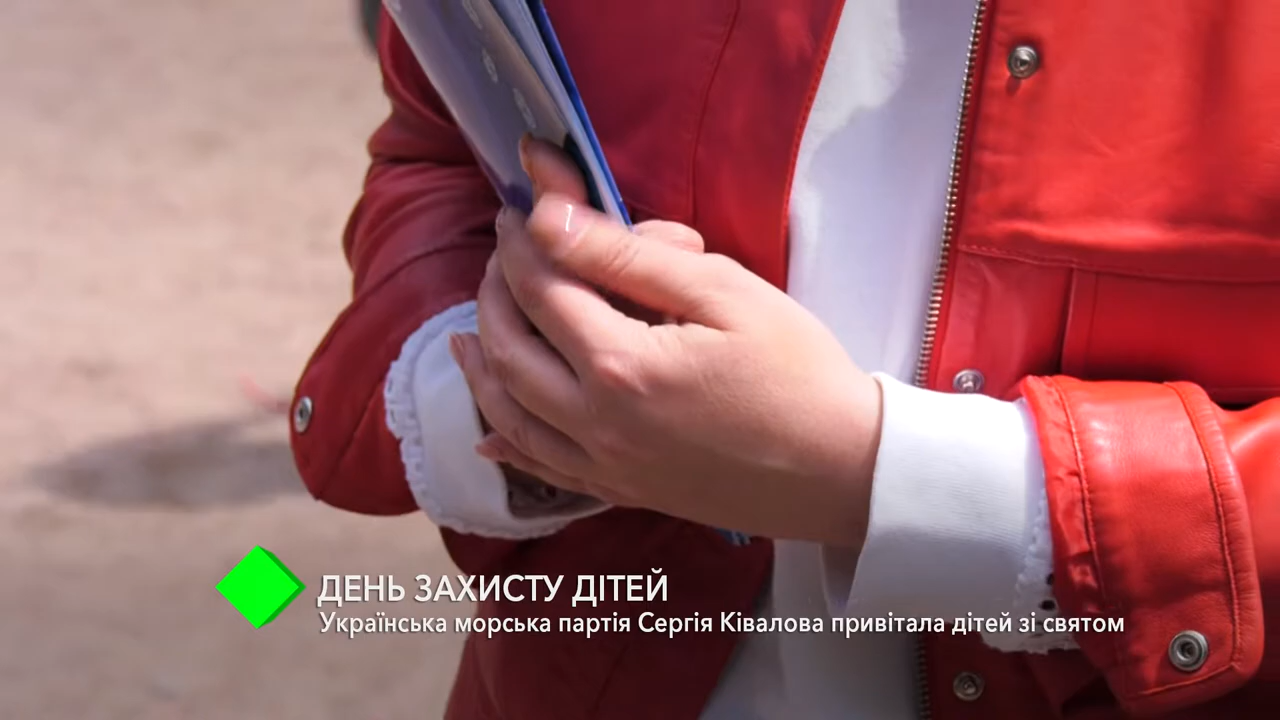 ДЕНЬ ЗАХИСТУ ДІТЕЙ
Українська морська партія Сергія Ківалова привітала дітей зі святом